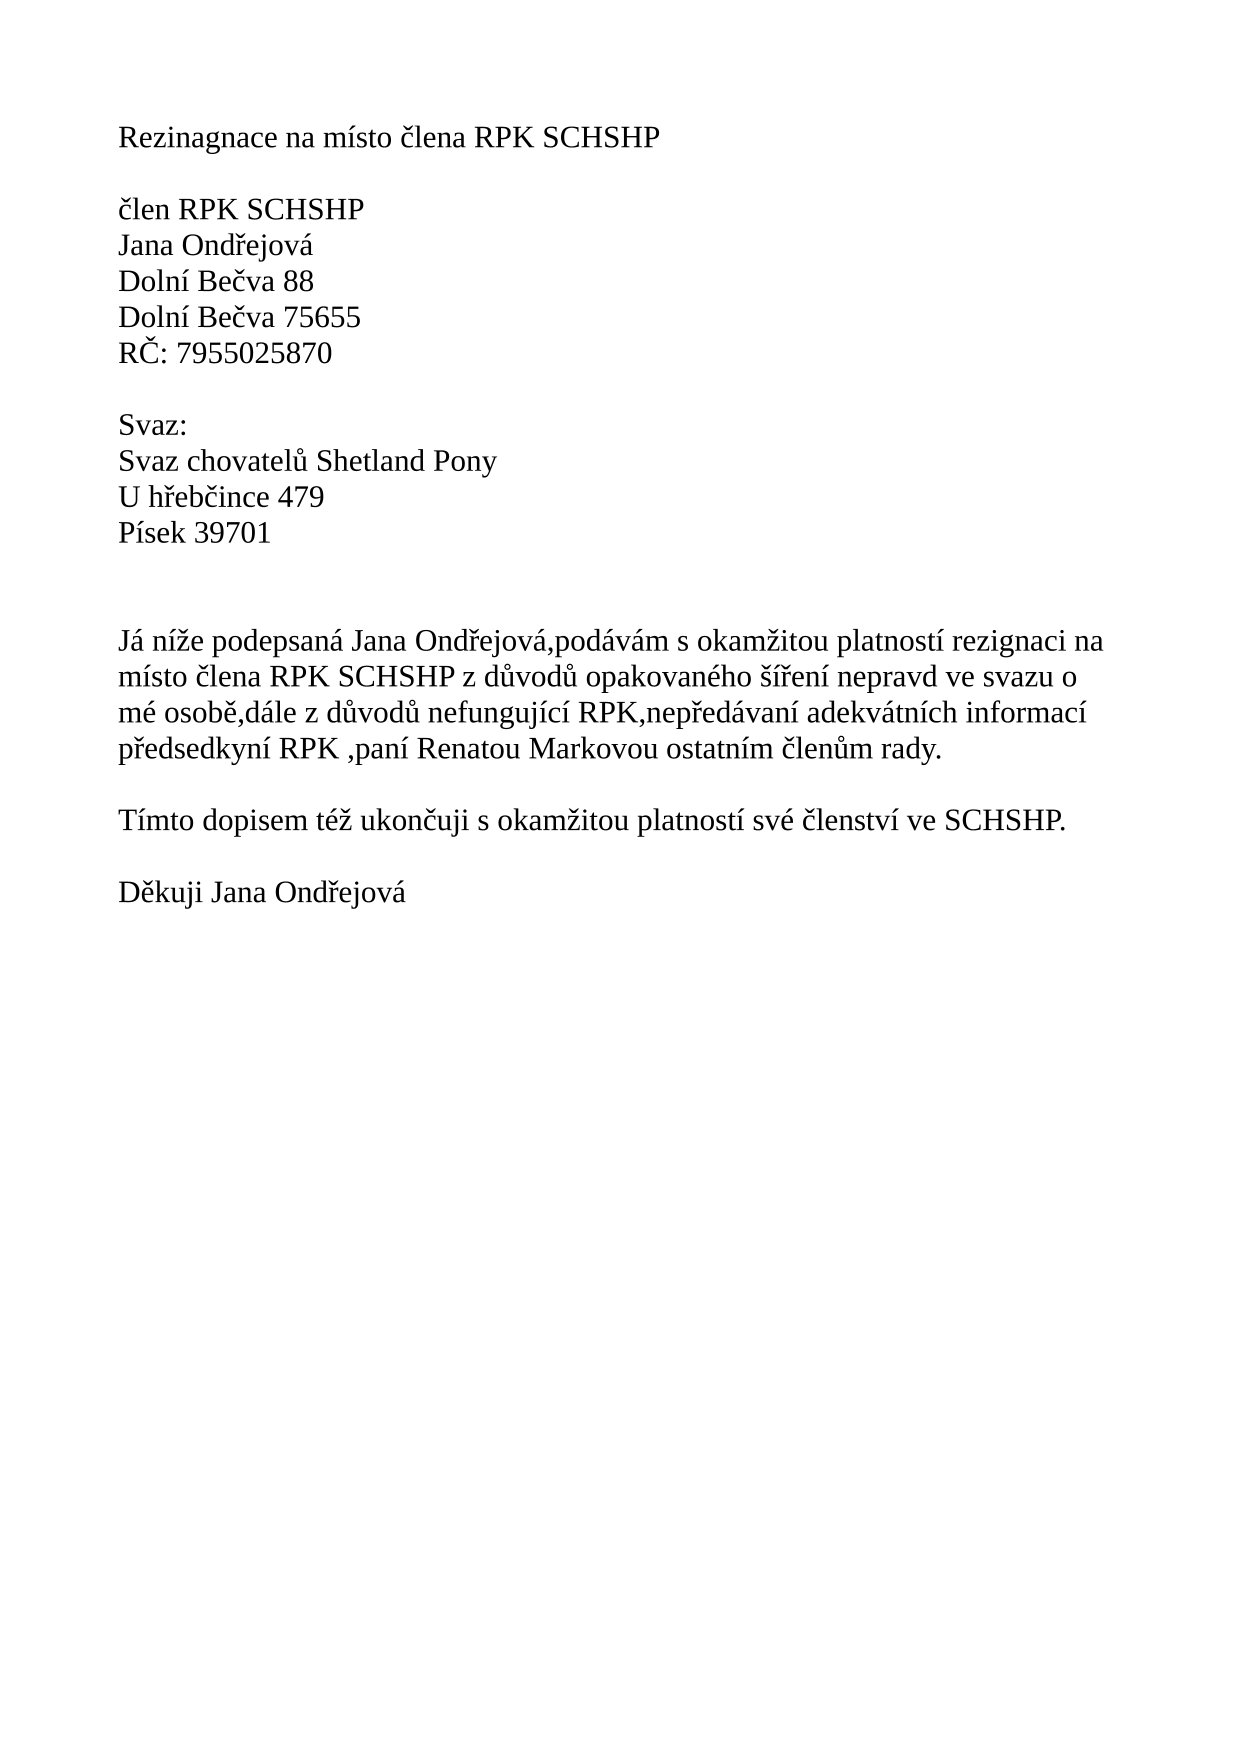 Rezinagnace na místo člena RPK SCHSHP
člen RPK SCHSHP
Jana Ondřejová
Dolní Bečva 88
Dolní Bečva 75655
RČ: 7955025870
Svaz:
Svaz chovatelů Shetland Pony
U hřebčince 479
Písek 39701
Já níže podepsaná Jana Ondřejová,podávám s okamžitou platností rezignaci na
místo člena RPK SCHSHP z důvodů opakovaného šíření nepravd ve svazu o
mé osobě,dále z důvodů nefungující RPK,nepředávaní adekvátních informací
předsedkyní RPK ,paní Renatou Markovou ostatním členům rady.
Tímto dopisem též ukončuji s okamžitou platností své členství ve SCHSHP.
Děkuji Jana Ondřejová